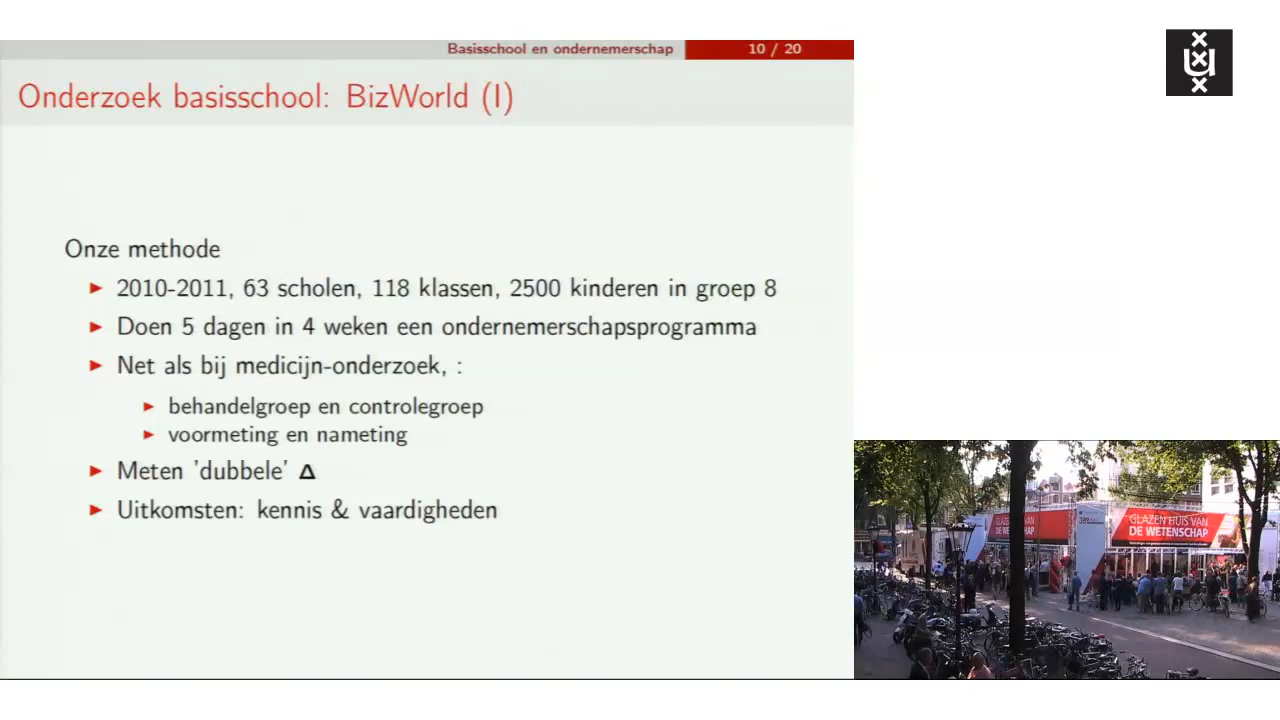 Basisschool en ondernemerschap 10 / 20
Onderzoek basisschool: BizWorld (I)
Onze methode
2010-2011, 63 scholen, 118 klassen, 2500 kinderen in groep 8
Doen 5 dagen in 4 weken een ondernemerschapsprogramma
Net als bij medicijn-onderzoek, :
behandelgroep en controlegroep
voormeting en nameting
Meten 'dubbele' Δ
Uitkomsten: kennis & vaardigheden
GLAZEN HUIS VAN
DE WETENSCHAP
GLAZEN HUIS VAN
DE WETENSCHAP